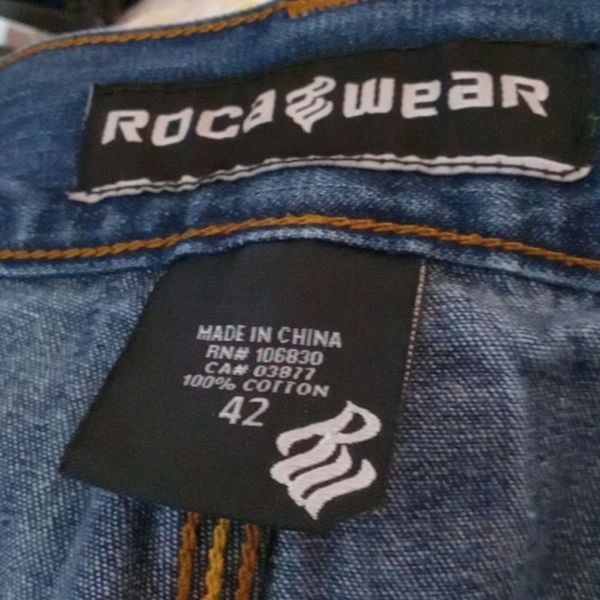 ROCA WEAR
MADE IN CHINA
RN# 106830
CA# 03877
100% COTTON
42